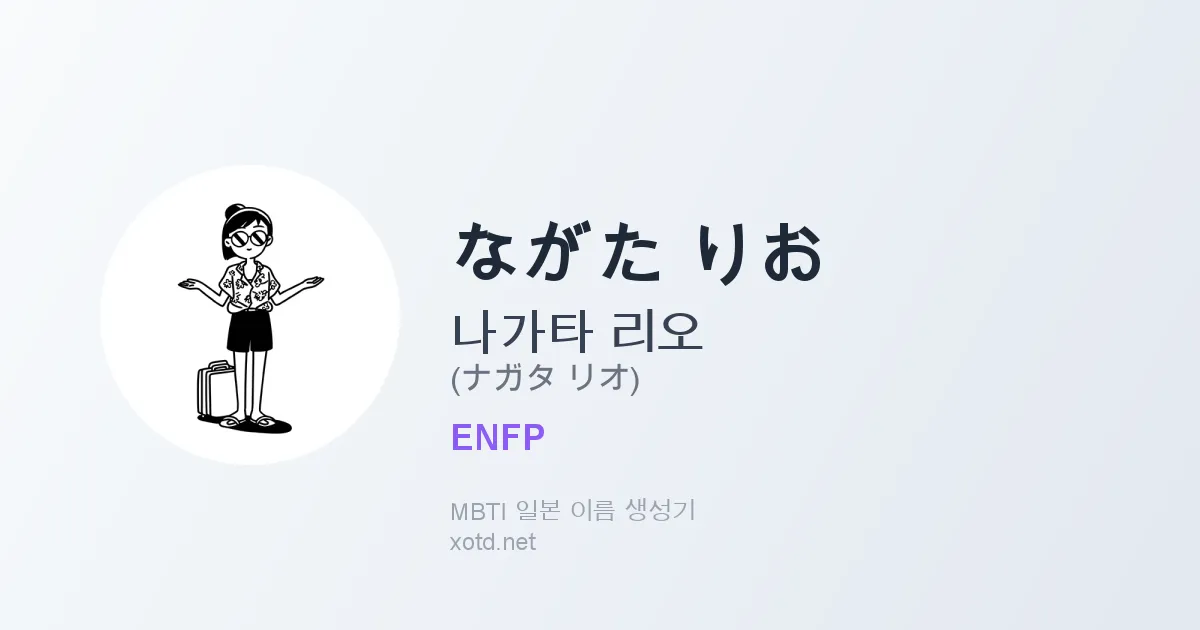 ながた りお
나가타 리오
(ナガタ リオ)
ENFP
MBTI 일본 이름 생성기
xotd.net